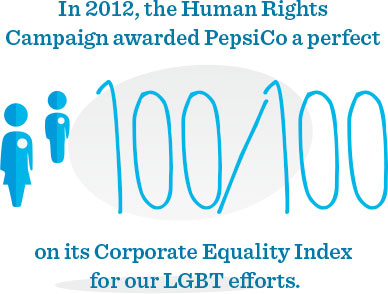 In 2012, the Human Rights
Campaign awarded PepsiCo a perfect
100/100
on its Corporate Equality Index
for our LGBT efforts.